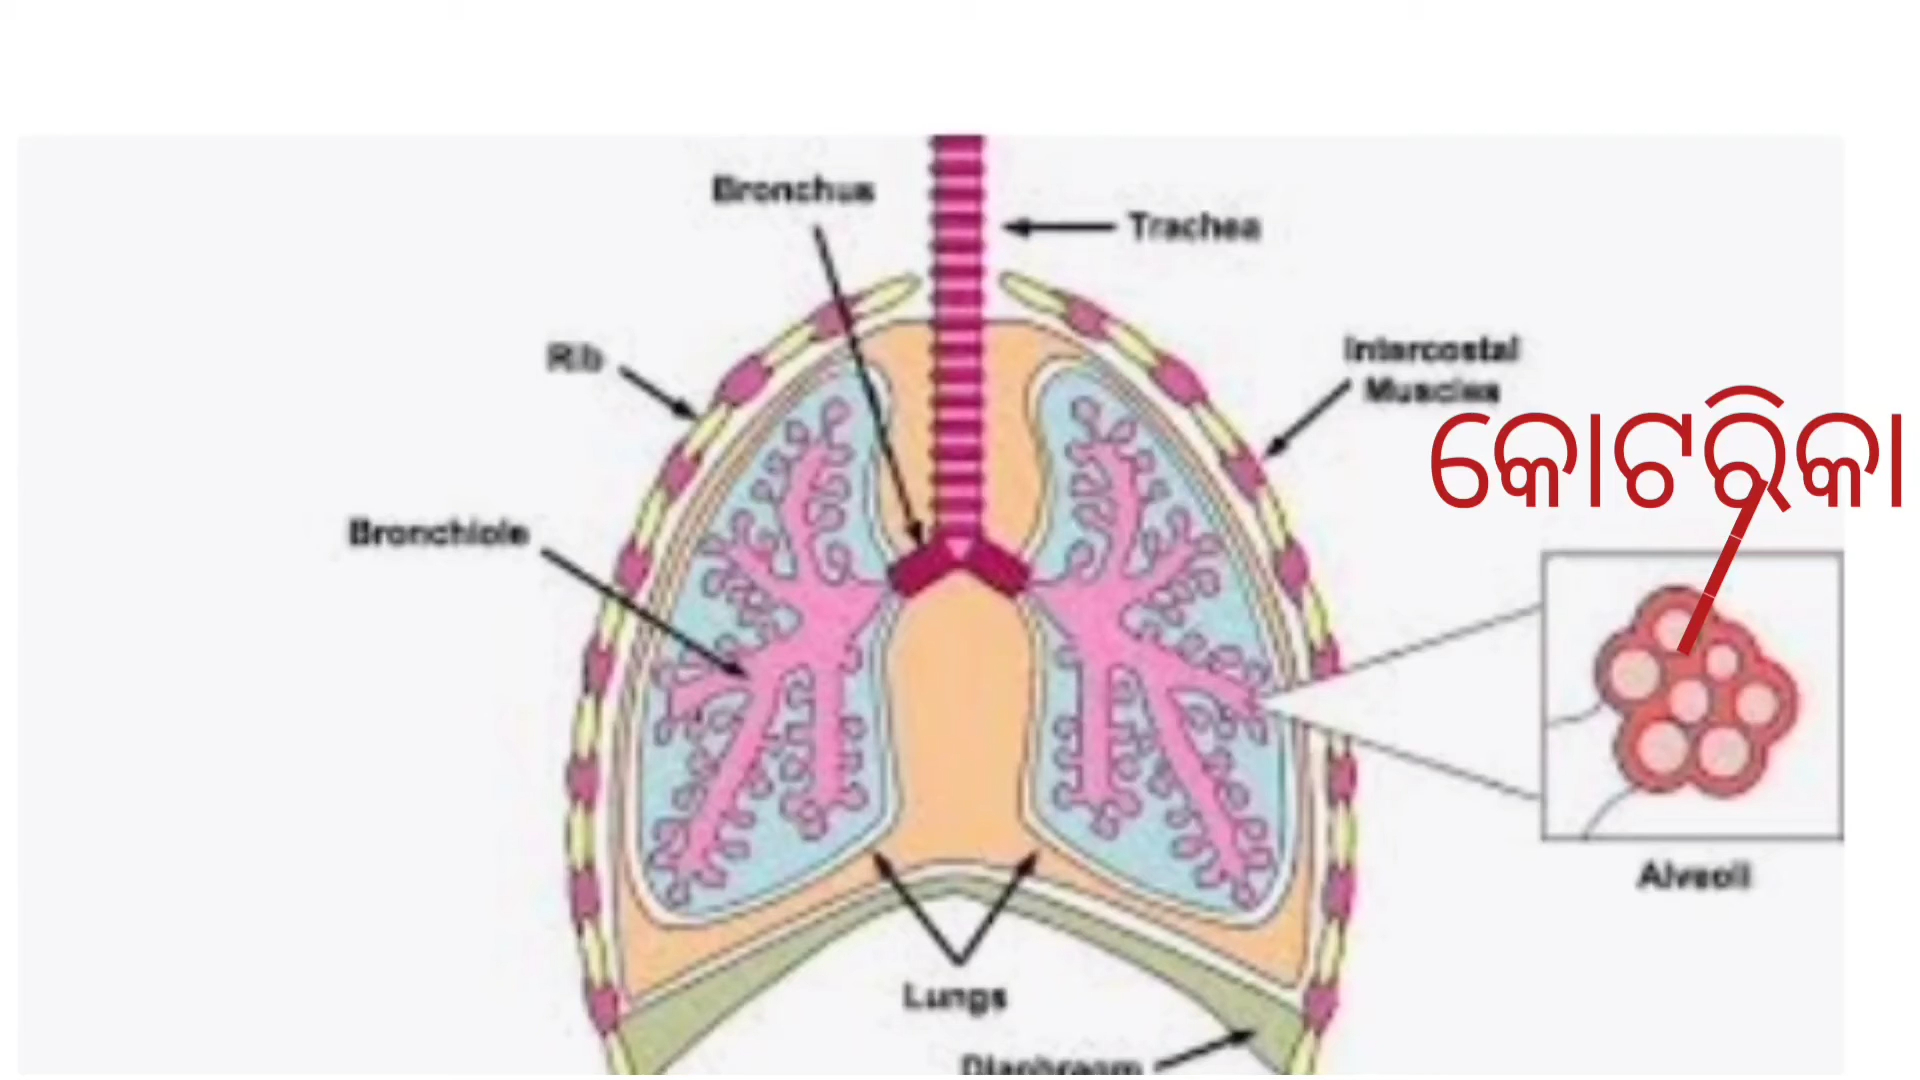 Bronchus
Trachea
Rib
Intercostal
Muscles
କୋଟରିକା
Bronchiole
Alveoli
Lungs
Diaphragm